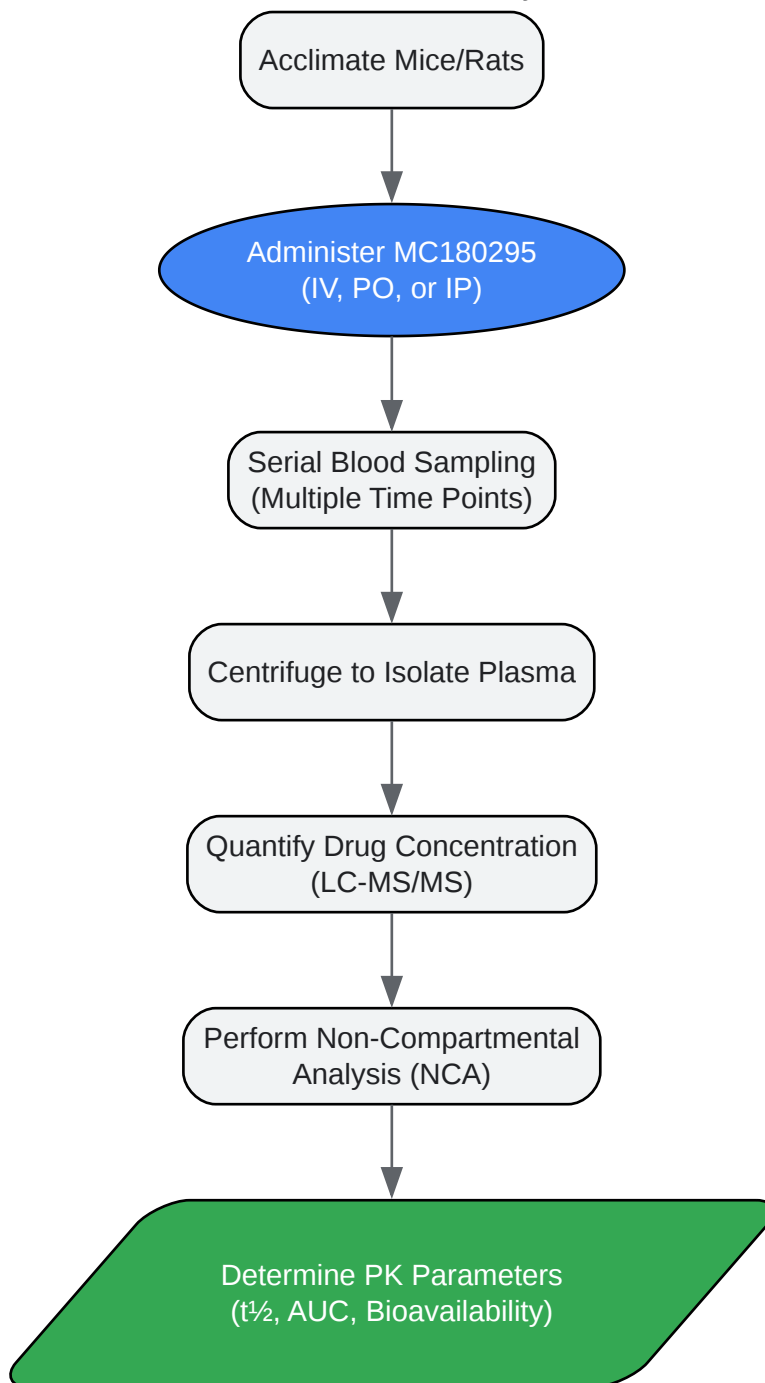 Acclimate Mice/Rats
Administer MC180295
(IV, PO, or IP)
Serial Blood Sampling
(Multiple Time Points)
Centrifuge to Isolate Plasma
Quantify Drug Concentration
(LC-MS/MS)
Perform Non-Compartmental
Analysis (NCA)
Determine PK Parameters
(t½, AUC, Bioavailability)